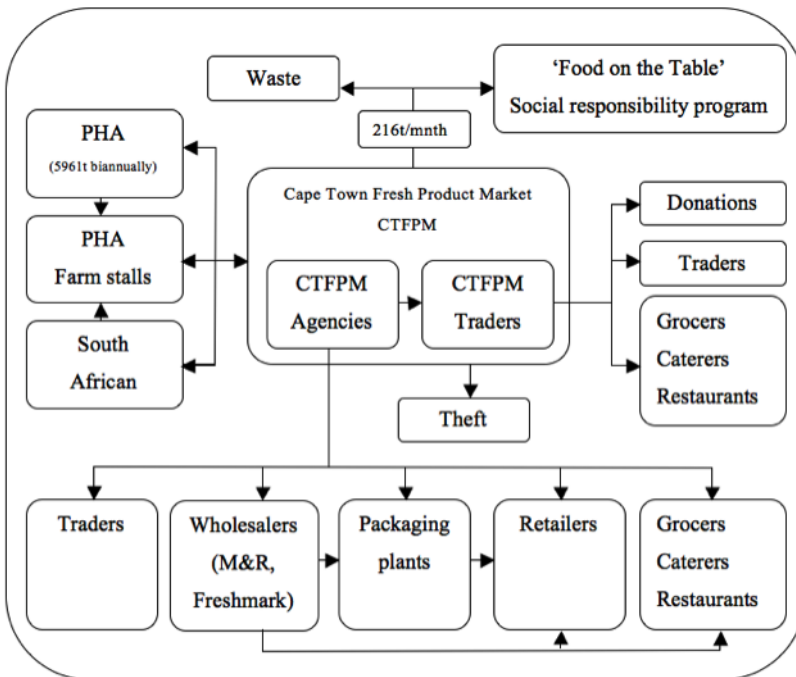 Waste
‘Food on the Table’
Social responsibility program
216t/mnth
PHA
(5961t biannually)
PHA
Farm stalls
South
African
Cape Town Fresh Product Market
CTFPM
CTFPM
Agencies
CTFPM
Traders
Donations
Traders
Grocers
Caterers
Restaurants
Theft
Traders
Wholesalers
(M&R,
Freshmark)
Packaging
plants
Retailers
Grocers
Caterers
Restaurants